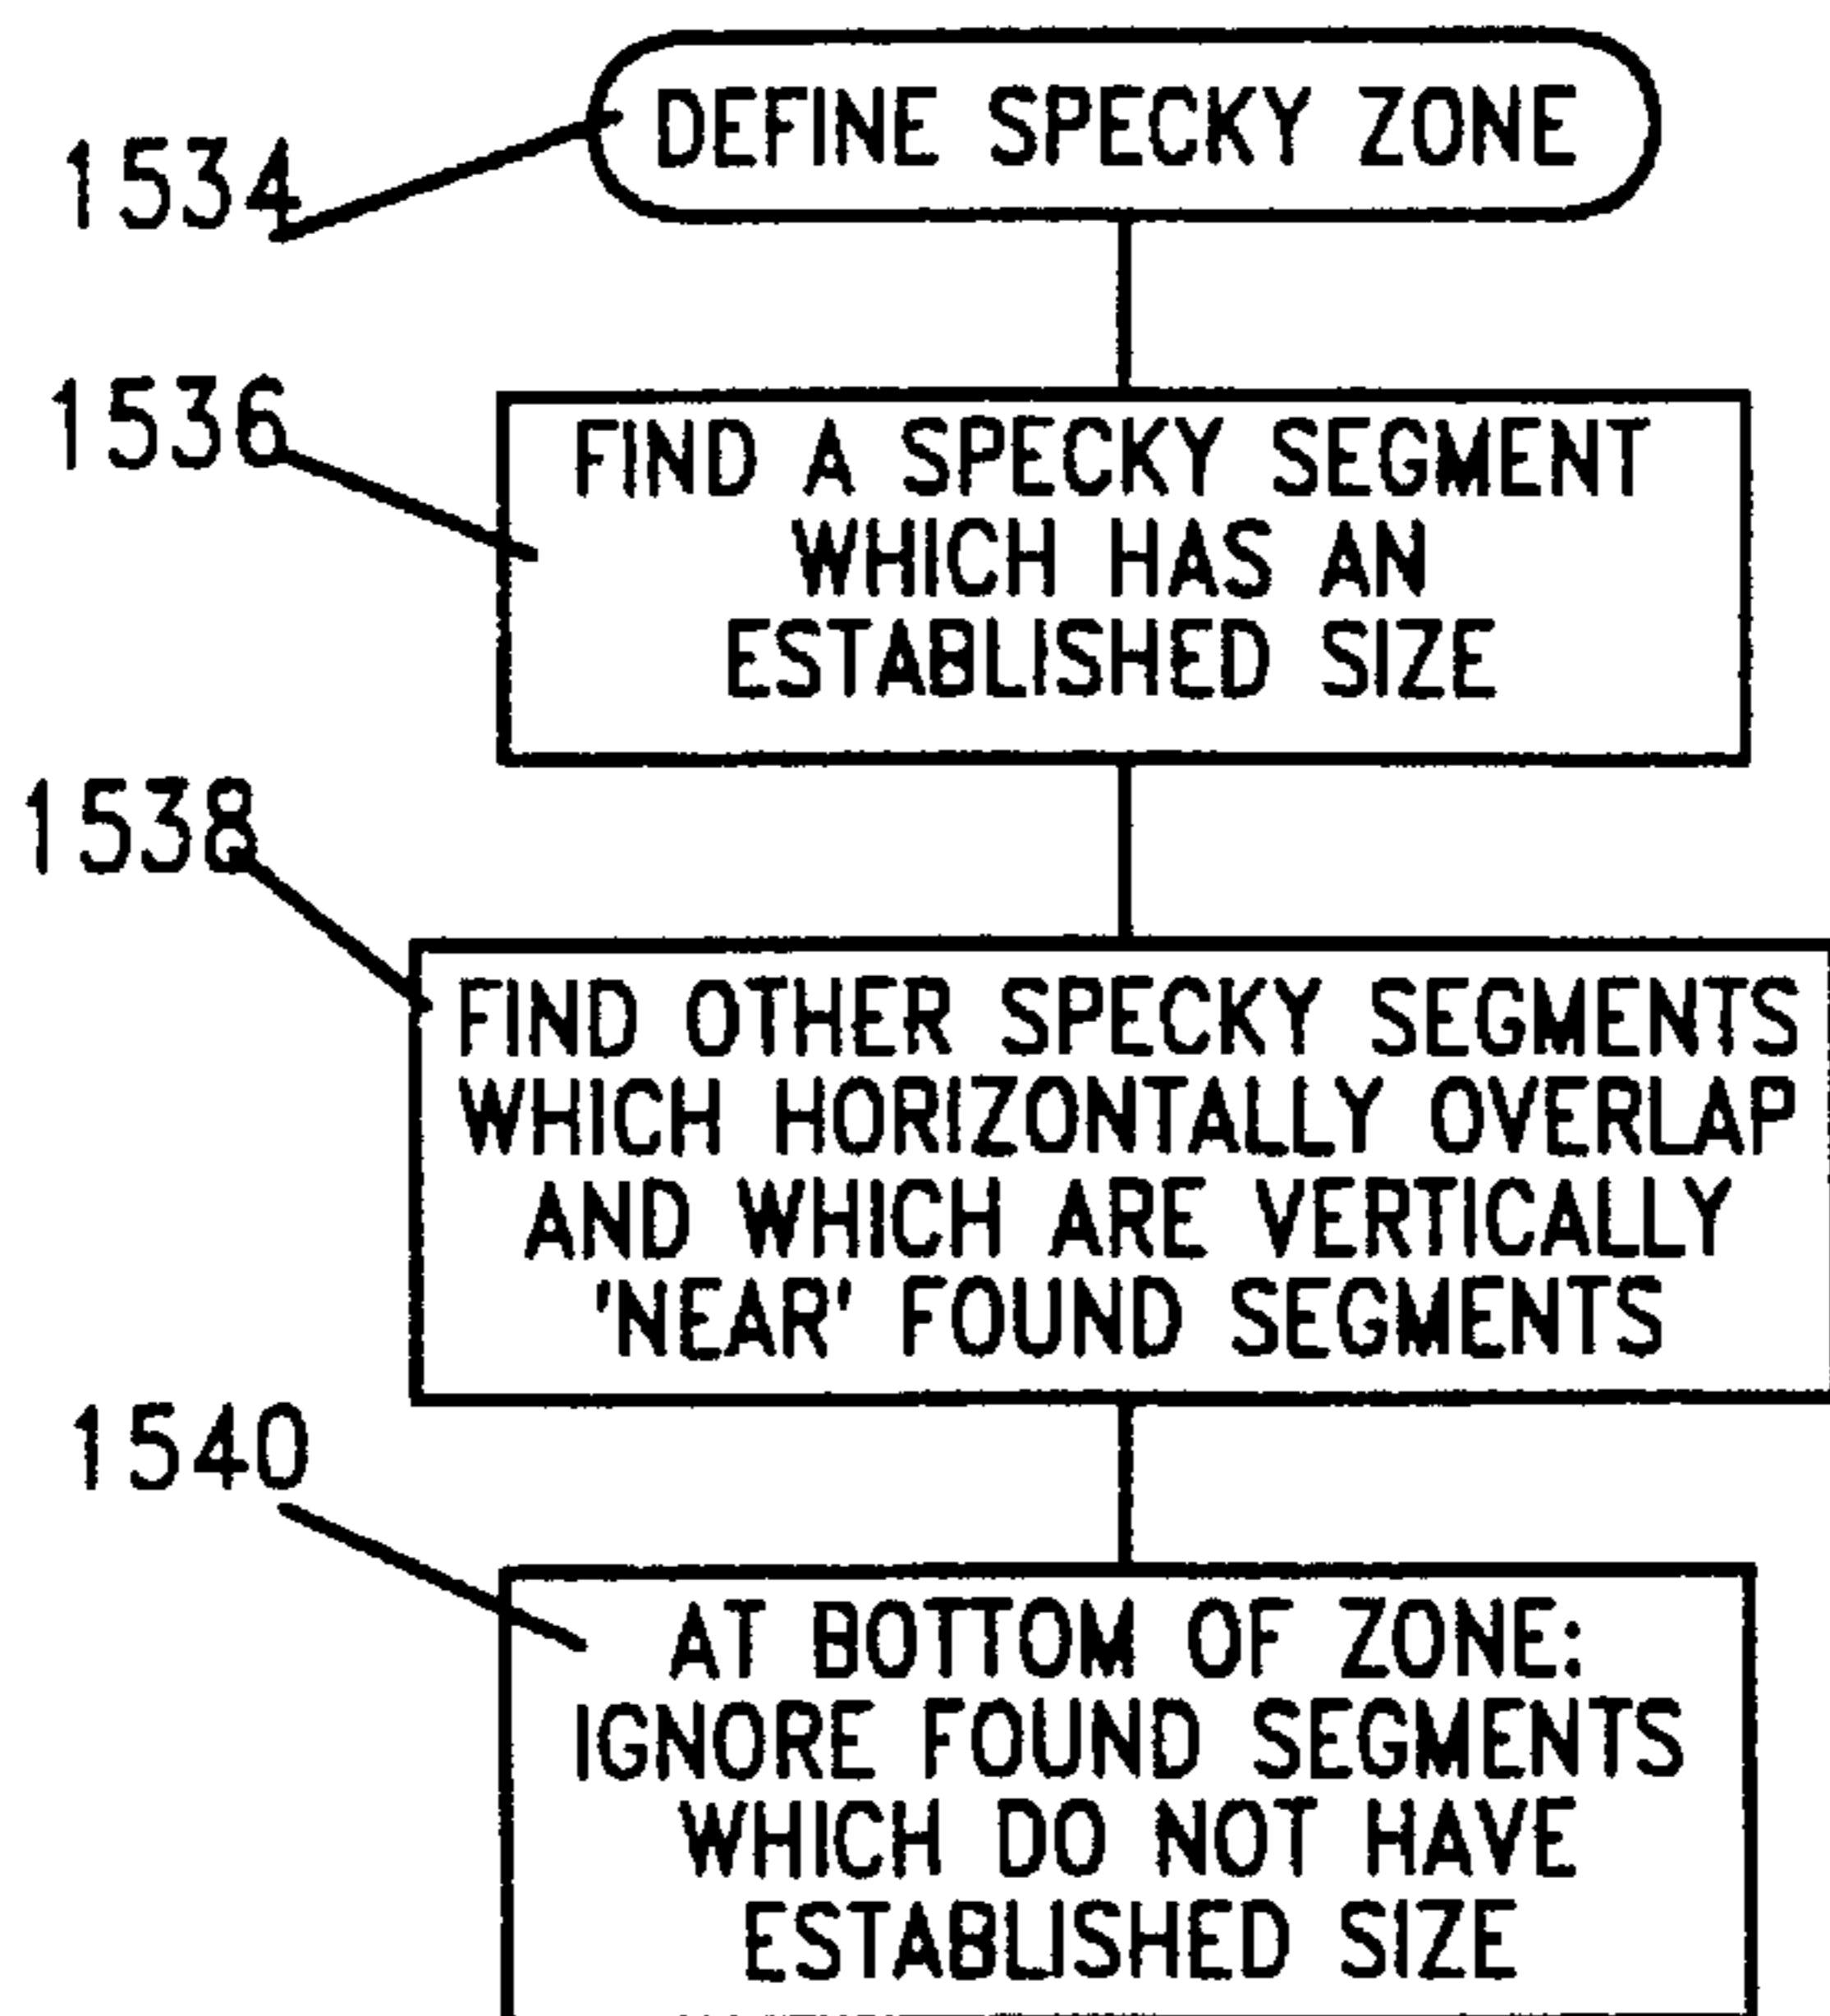 1534
DEFINE SPECKY ZONE
1536
FIND A SPECKY SEGMENT
WHICH HAS AN
ESTABLISHED SIZE
1538
FIND OTHER SPECKY SEGMENTS
WHICH HORIZONTALLY OVERLAP
AND WHICH ARE VERTICALLY
'NEAR' FOUND SEGMENTS
1540
AT BOTTOM OF ZONE:
IGNORE FOUND SEGMENTS
WHICH DO NOT HAVE
ESTABLISHED SIZE